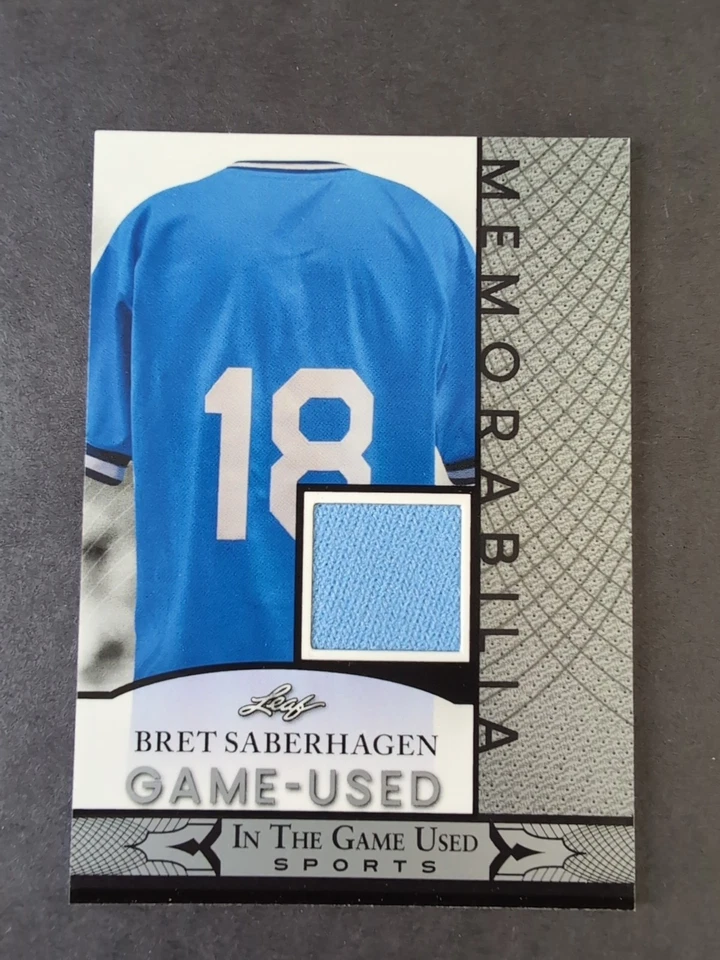 MEMORABILIA
18
Leaf
BRET SABERHAGEN
GAME-USED
IN THE GAME USED
SPORTS